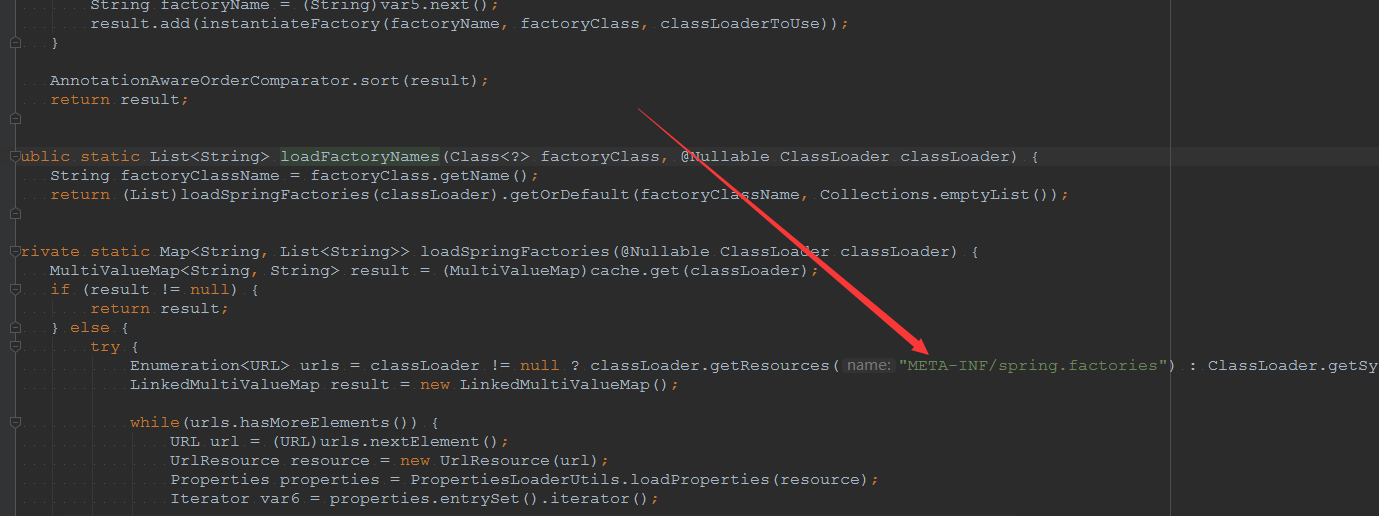 String factoryName = (String)var5.next();
result.add(instantiateFactory(factoryName, factoryClass, classLoaderToUse));
}
AnnotationAwareOrderComparator.sort(result);
return result;
ublic static List<String> loadFactoryNames(Class<?> factoryClass, @Nullable ClassLoader classLoader) {
String factoryClassName = factoryClass.getName();
return (List)loadSpringFactories(classLoader).getOrDefault(factoryClassName, Collections.emptyList());
rivate static Map<String, List<String>> loadSpringFactories(@Nullable ClassLoader classLoader) {
MultiValueMap<String, String> result = (MultiValueMap)cache.get(classLoader);
if (result != null) {
return result;
} else {
try {
Enumeration<URL> urls = classLoader != null ? classLoader.getResources( name: "META-INF/spring.factories") : ClassLoader.getSy
LinkedMultiValueMap result = new LinkedMultiValueMap();
while(urls.hasMoreElements()) {
URL url = (URL)urls.nextElement();
UrlResource resource = new UrlResource(url);
Properties properties = PropertiesLoaderUtils.loadProperties(resource);
Iterator var6 = properties.entrySet().iterator();